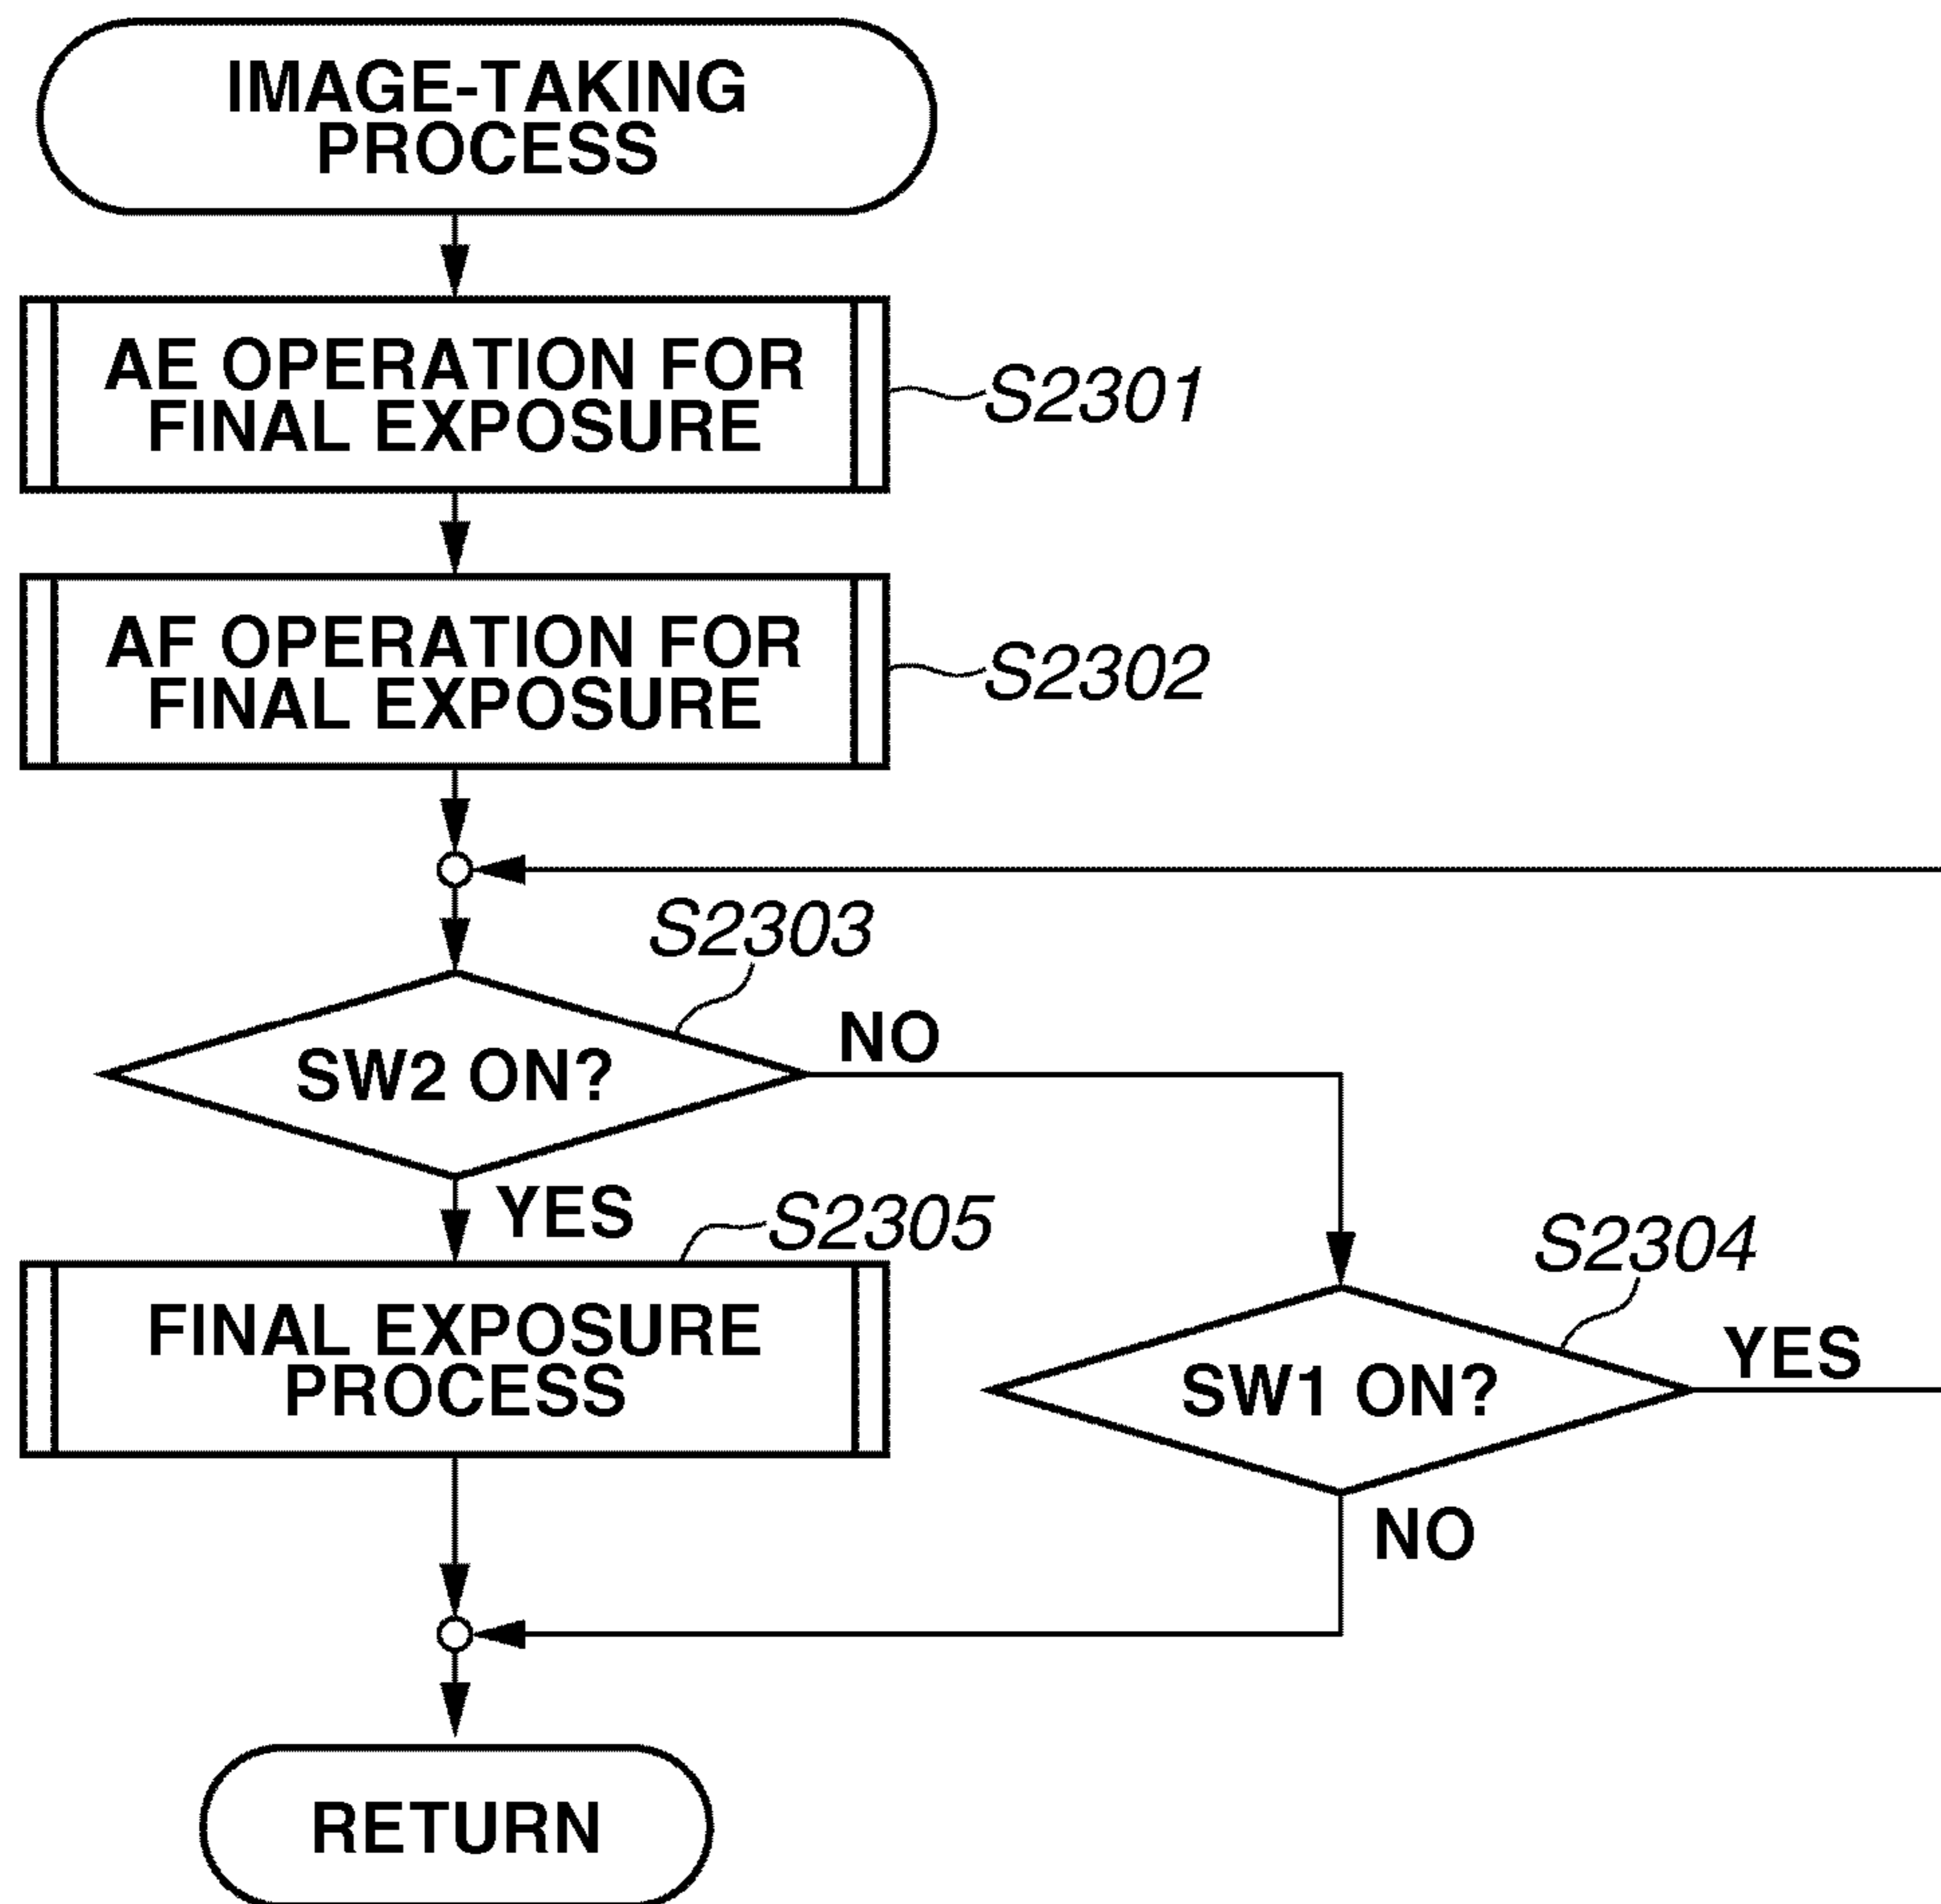 IMAGE-TAKING
PROCESS
AE OPERATION FOR
FINAL EXPOSURE
S2301
AF OPERATION FOR
FINAL EXPOSURE
S2302
S2303
SW2 ON?
NO
YES
S2305
FINAL EXPOSURE
PROCESS
S2304
SW1 ON?
YES
NO
RETURN